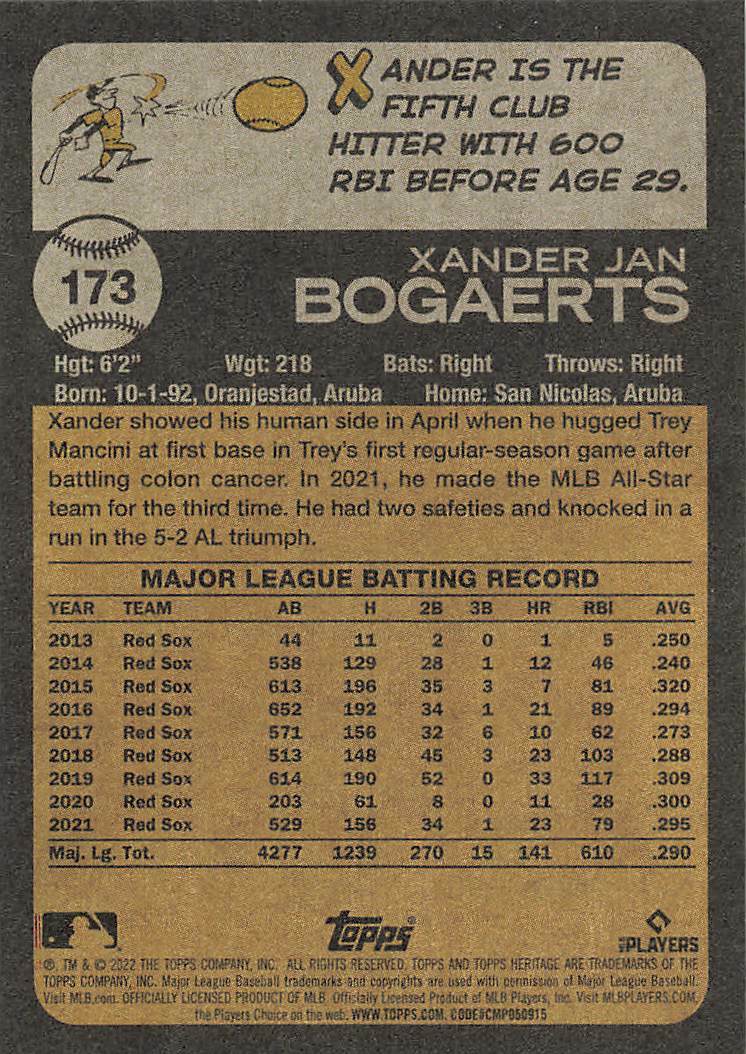 XANDER IS THE
FIFTH CLUB
HITTER WITH 600
RBI BEFORE AGE 29.
173
XANDER JAN
BOGAERTS
Hgt: 6'2" Wgt: 218 Bats: Right Throws: Right
Born: 10-1-92, Oranjestad, Aruba Home: San Nicolas, Aruba
Xander showed his human side in April when he hugged Trey
Mancini at first base in Trey's first regular-season game after
battling colon cancer. In 2021, he made the MLB All-Star
team for the third time. He had two safeties and knocked in a
run in the 5-2 AL triumph.
MAJOR LEAGUE BATTING RECORD
YEAR TEAM AB H 2B 3B HR RBI AVG
2013 Red Sox 44 11 2 0 1 5 .250
2014 Red Sox 538 129 28 1 12 46 .240
2015 Red Sox 613 196 35 3 7 81 .320
2016 Red Sox 652 192 34 1 21 89 .294
2017 Red Sox 571 156 32 6 10 62 .273
2018 Red Sox 513 148 45 3 23 103 .288
2019 Red Sox 614 190 52 0 33 117 .309
2020 Red Sox 203 61 8 0 11 28 .300
2021 Red Sox 529 156 34 1 23 79 .295
Maj. Lg. Tot. 4277 1239 270 15 141 610 .290
Topps
PLAYERS
®, TM & © 2022 THE TOPPS COMPANY, INC. ALL RIGHTS RESERVED. TOPPS AND TOPPS HERITAGE ARE TRADEMARKS OF THE
TOPPS COMPANY, INC. Major League Baseball trademarks and copyrights are used with permission of Major League Baseball.
Visit MLB.com. OFFICIALLY LICENSED PRODUCT OF MLB Officially Licensed Product of MLB Players, Inc. Visit MLBPLAYERS.COM,
the Players Choice on the web. WWW.TOPPS.COM. CODE#CMP050915